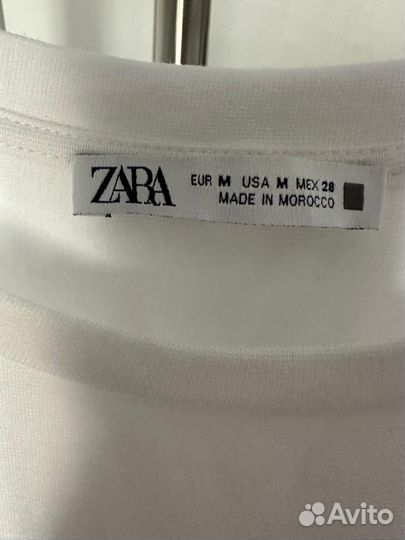 ZARA
EUR M USA M MEX 28
MADE IN MOROCCO
Avito